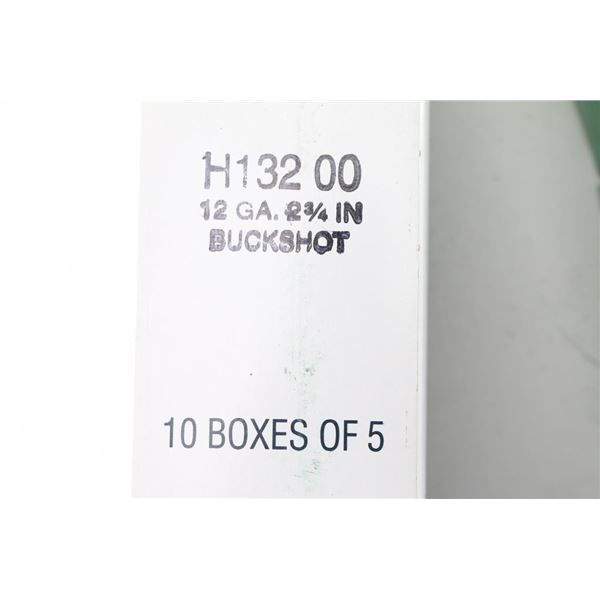 H132 00
12 GA. 2¾ IN
BUCKSHOT
10 BOXES OF 5